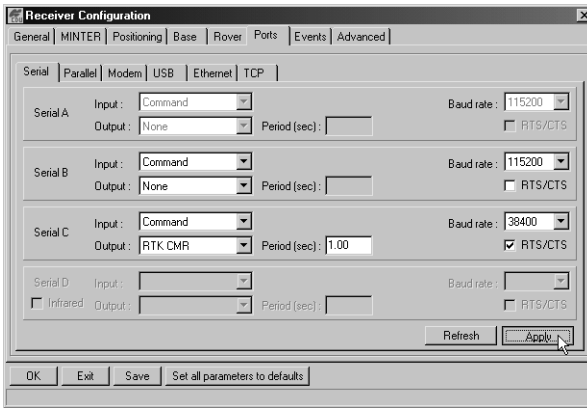 Receiver Configuration
General MINTER Positioning Base Rover Ports Events Advanced
Serial Parallel Modem USB Ethernet TCP
Serial A
Input : Command
Baud rate : 115200
Output : None Period (sec) : RTS/CTS
Serial B
Input : Command
Baud rate : 115200
Output : None Period (sec) : RTS/CTS
Serial C
Input : Command
Baud rate : 38400
Output : RTK CMR Period (sec) : 1.00 RTS/CTS
Serial D
Input :
Baud rate :
Infrared Output : Period (sec) : RTS/CTS
Refresh Apply
OK Exit Save Set all parameters to defaults